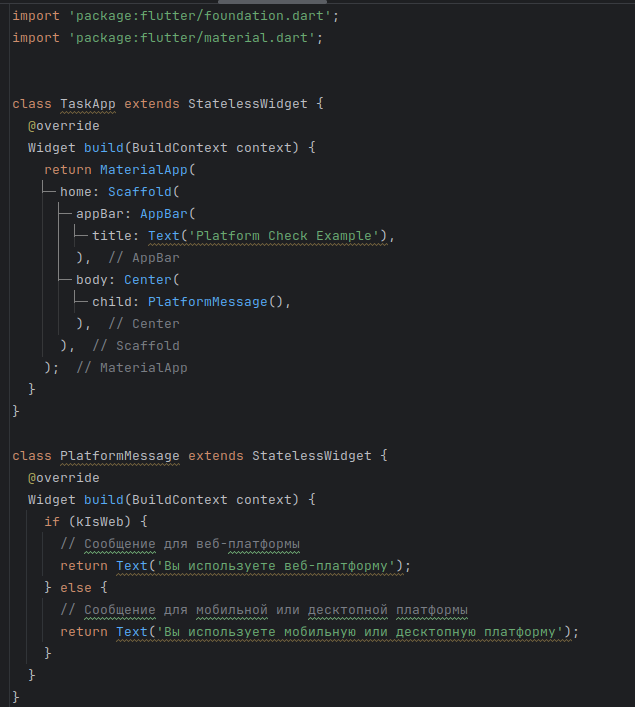 import 'package:flutter/foundation.dart';
import 'package:flutter/material.dart';
class TaskApp extends StatelessWidget {
@override
Widget build(BuildContext context) {
return MaterialApp(
home: Scaffold(
appBar: AppBar(
title: Text('Platform Check Example'),
), // AppBar
body: Center(
child: PlatformMessage(),
), // Center
), // Scaffold
); // MaterialApp
}
}
class PlatformMessage extends StatelessWidget {
@override
Widget build(BuildContext context) {
if (kIsWeb) {
// Сообщение для веб-платформы
return Text('Вы используете веб-платформу');
} else {
// Сообщение для мобильной или десктопной платформы
return Text('Вы используете мобильную или десктопную платформу');
}
}
}